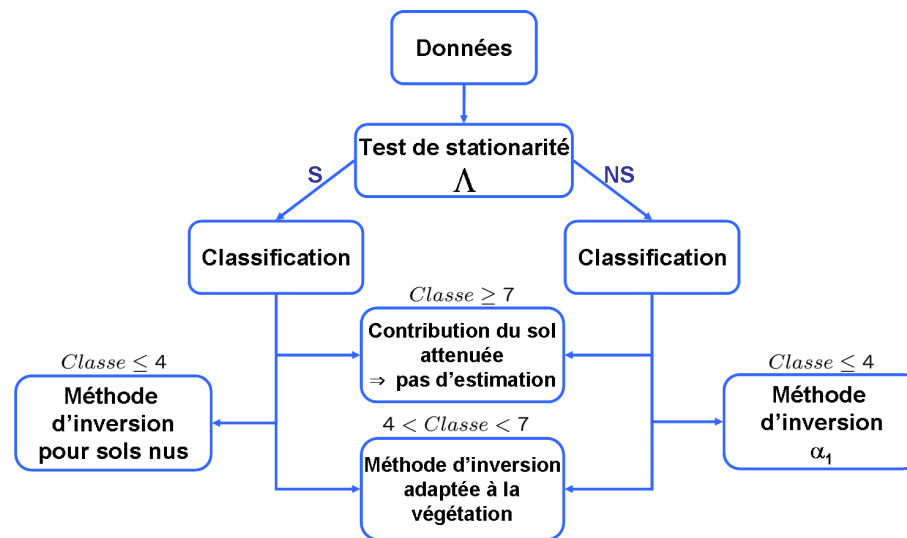 Données
Test de stationarité
Λ
S
NS
Classification
Classification
Classe ≥ 7
Contribution du sol
attenuée
⇒ pas d'estimation
Classe ≤ 4
Méthode
d'inversion
pour sols nus
Classe ≤ 4
Méthode
d'inversion
α1
4 < Classe < 7
Méthode d'inversion
adaptée à la
végétation